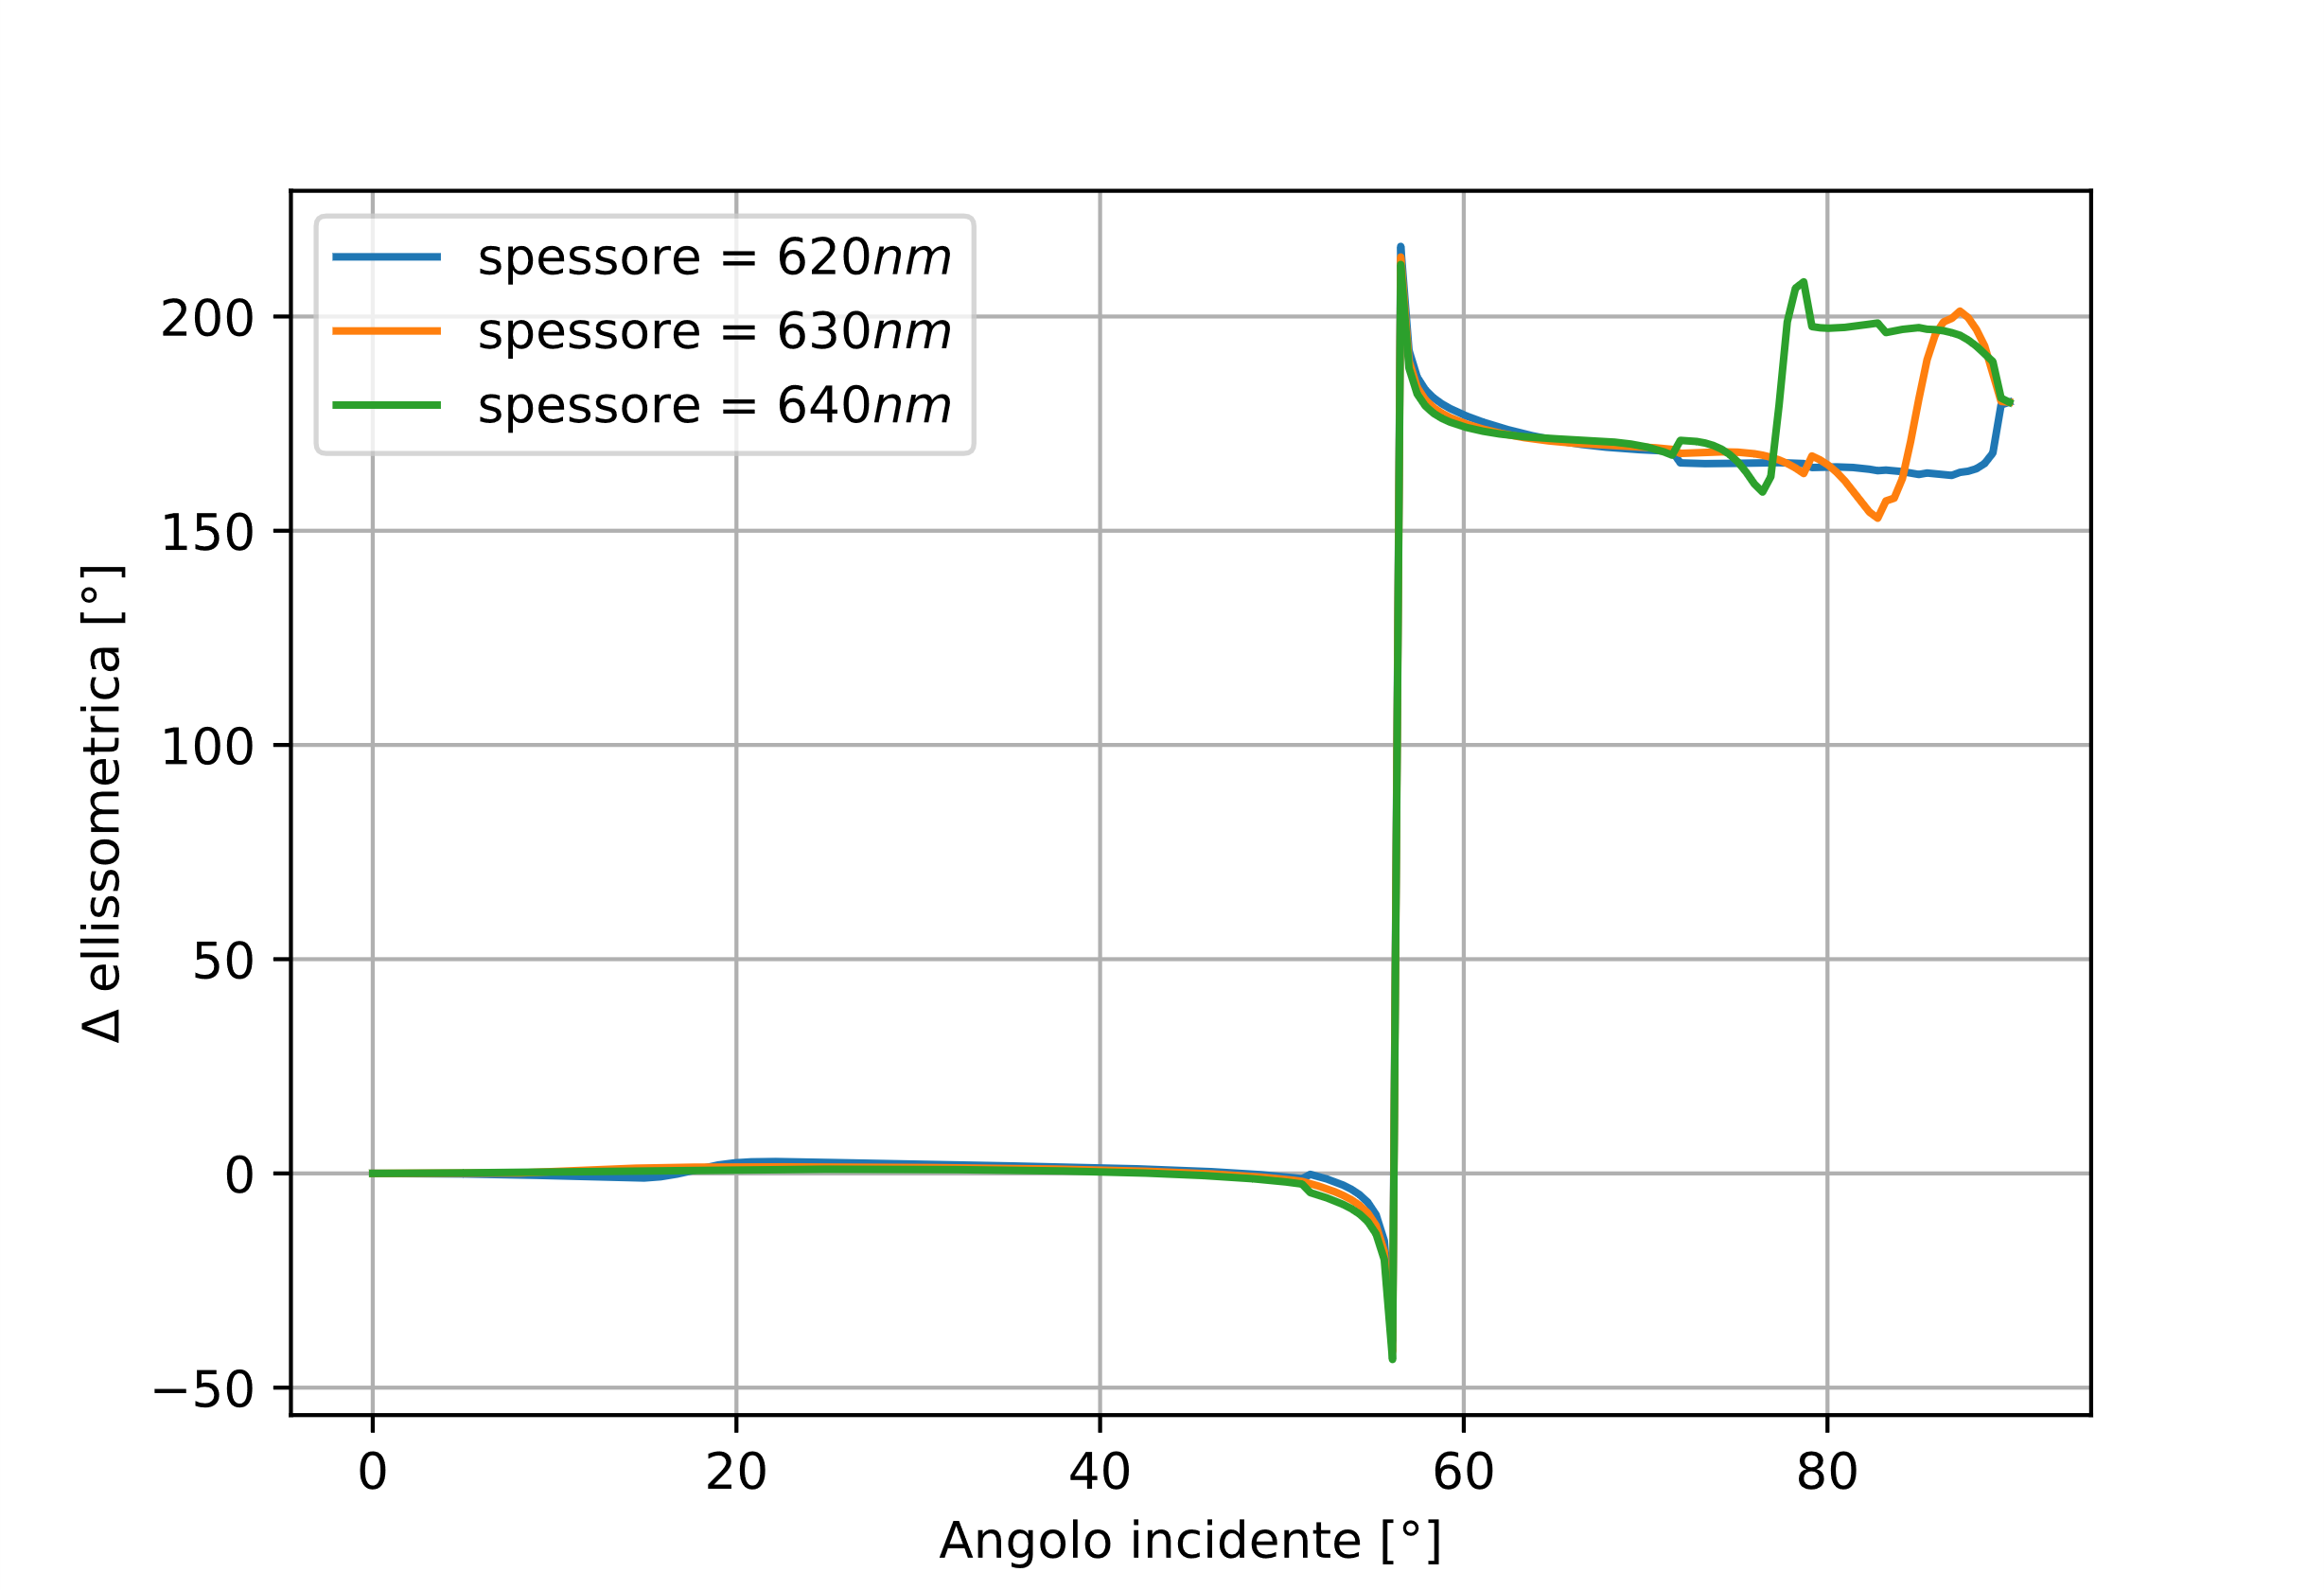 spessore = 620nm
spessore = 630nm
spessore = 640nm
200
150
100
50
0
−50
Δ ellissometrica [°]
0 20 40 60 80
Angolo incidente [°]